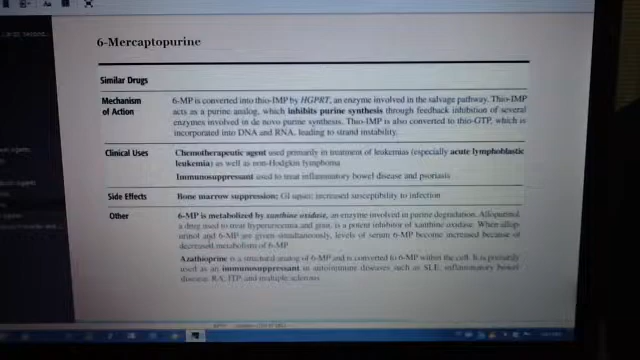 6-Mercaptopurine
Similar Drugs
Mechanism of Action
6-MP is converted into thio-IMP by HGPRT, an enzyme involved in the salvage pathway. Thio-IMP
acts as a purine analog, which inhibits purine synthesis through feedback inhibition of several
enzymes involved in de novo purine synthesis. Thio-IMP is also converted to thio-GTP, which is
incorporated into DNA and RNA, leading to strand instability.
Clinical Uses
Chemotherapeutic agent used primarily in treatment of leukemias (especially acute lymphoblastic
leukemia) as well as non-Hodgkin lymphoma
Immunosuppressant used to treat inflammatory bowel disease and psoriasis
Side Effects
Bone marrow suppression; GI upset; increased susceptibility to infection
Other
6-MP is metabolized by xanthine oxidase, an enzyme involved in purine degradation. Allopurinol,
a drug used to treat hyperuricemia and gout, is a potent inhibitor of xanthine oxidase. When allop-
urinol and 6-MP are given simultaneously, levels of serum 6-MP become increased because of
decreased metabolism of 6-MP
Azathioprine is a structural analog of 6-MP and is converted to 6-MP within the cell. It is primarily
used as an immunosuppressant in autoimmune diseases such as SLE, inflammatory bowel
disease, RA, ITP, and multiple sclerosis